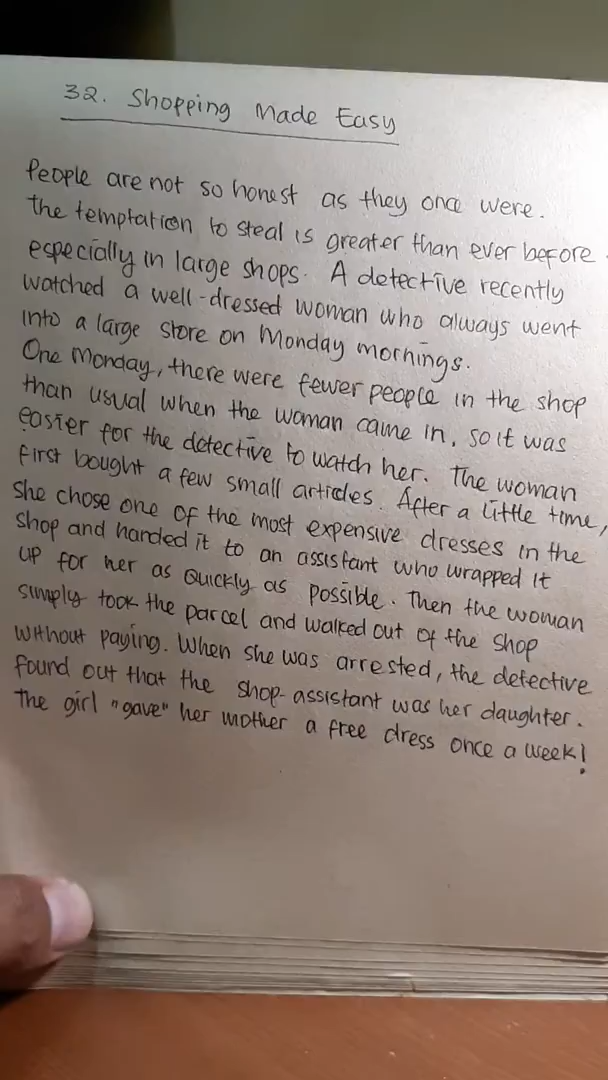 32. Shopping Made Easy
People are not so honest as they once were.
The temptation to steal is greater than ever before.
especially in large shops. A detective recently
watched a well-dressed woman who always went
into a large store on Monday mornings.
One Monday, there were fewer people in the shop
than usual when the woman came in, so it was
easier for the detective to watch her. The woman
first bought a few small articles. After a little time,
she chose one of the most expensive dresses in the
shop and handed it to an assistant who wrapped it
up for her as quickly as possible. Then the woman
simply took the parcel and walked out of the shop
without paying. When she was arrested, the detective
found out that the shop-assistant was her daughter.
The girl "gave" her mother a free dress once a week!